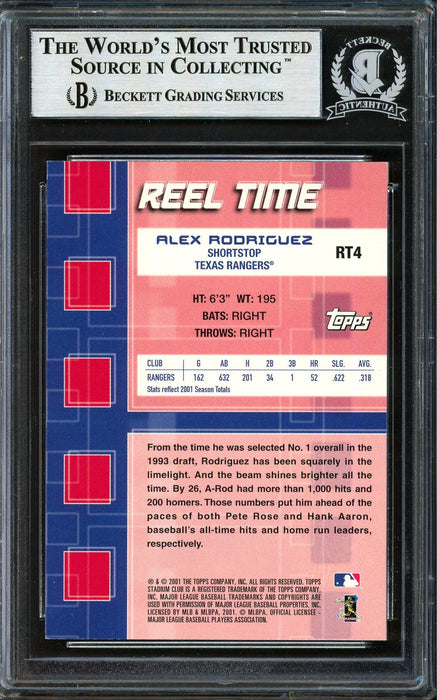 THE WORLD'S MOST TRUSTED
SOURCE IN COLLECTING™
B BECKETT GRADING SERVICES
BECKETT
B
AUTHENTIC
REEL TIME
ALEX RODRIGUEZ
SHORTSTOP
TEXAS RANGERS®
RT4
HT: 6'3" WT: 195
BATS: RIGHT
THROWS: RIGHT
Topps®
CLUB G AB H 2B 3B HR SLG. AVG.
RANGERS 162 632 201 34 1 52 .622 .318
Stats reflect 2001 Season Totals
From the time he was selected No. 1 overall in the
1993 draft, Rodriguez has been squarely in the
limelight. And the beam shines brighter all the
time. By 26, A-Rod had more than 1,000 hits and
200 homers. Those numbers put him ahead of the
paces of both Pete Rose and Hank Aaron,
baseball's all-time hits and home run leaders,
respectively.
® & © 2001 THE TOPPS COMPANY, INC. ALL RIGHTS RESERVED. TOPPS
STADIUM CLUB IS A REGISTERED TRADEMARK OF THE TOPPS COMPANY,
INC. MAJOR LEAGUE BASEBALL TRADEMARKS AND COPYRIGHTS ARE
USED WITH PERMISSION OF MAJOR LEAGUE BASEBALL PROPERTIES, INC.
LICENSED BY MLB & MLBPA, 2001. © MLBPA. OFFICIAL LICENSEE -
MAJOR LEAGUE BASEBALL PLAYERS ASSOCIATION.